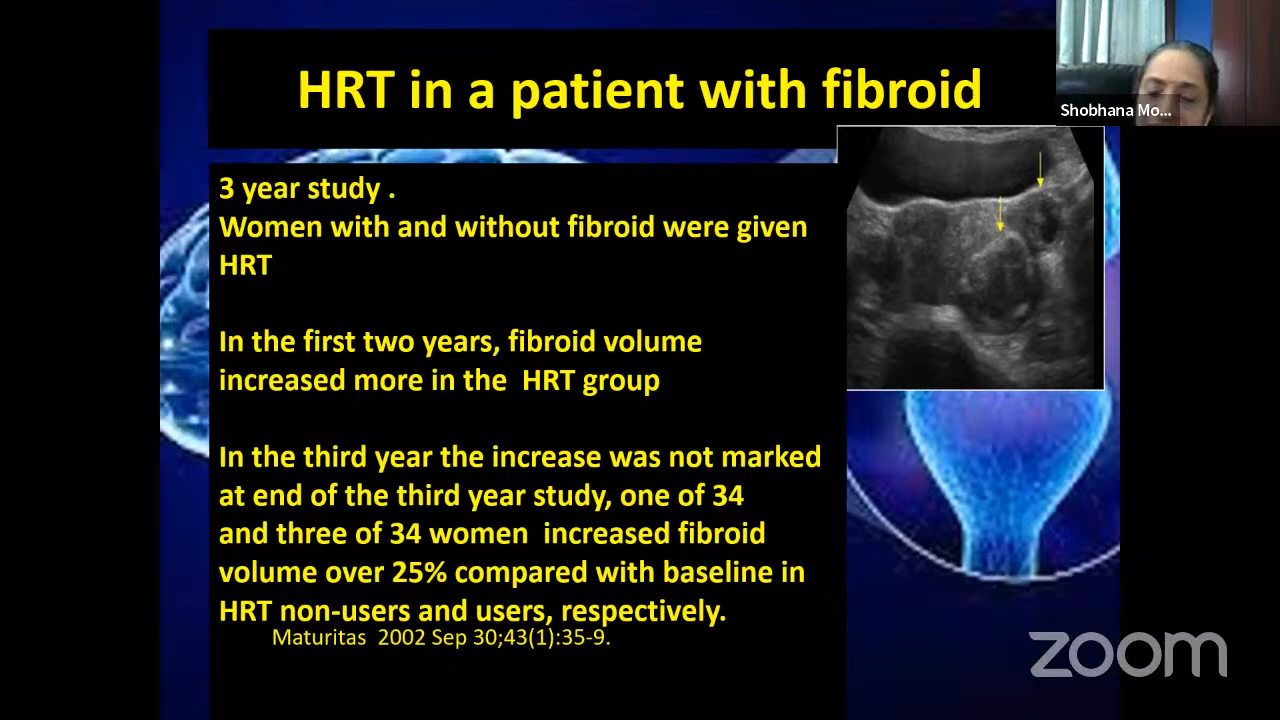 HRT in a patient with fibroid
Shobhana Mo...
3 year study .
Women with and without fibroid were given
HRT
In the first two years, fibroid volume
increased more in the  HRT group
In the third year the increase was not marked
at end of the third year study, one of 34
and three of 34 women  increased fibroid
volume over 25% compared with baseline in
HRT non-users and users, respectively.
Maturitas  2002 Sep 30;43(1):35-9.
zoom